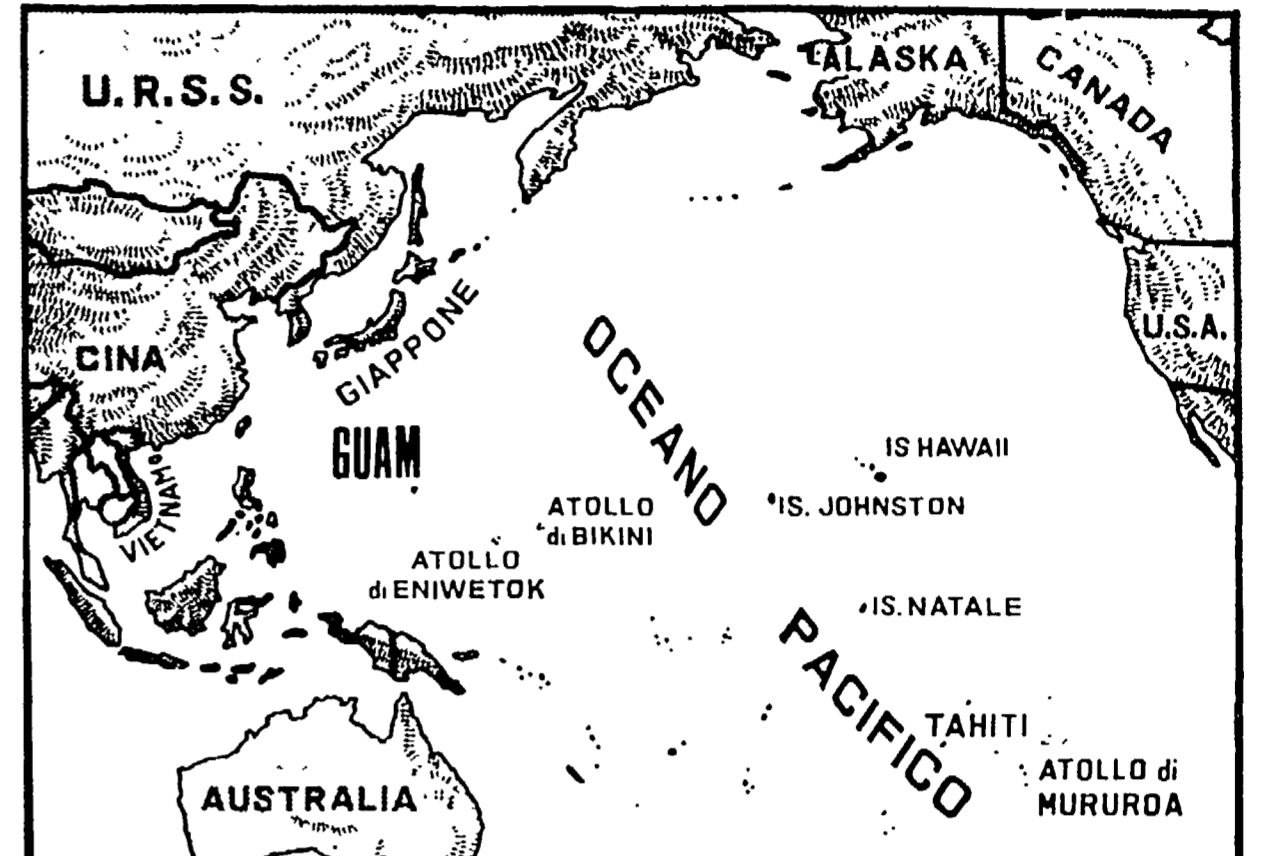 U.R.S.S.
ALASKA
CANADA
CINA
GIAPPONE
U.S.A.
GUAM
OCEANO
IS HAWAII
VIETNAM
ATOLLO
di BIKINI
IS. JOHNSTON
ATOLLO
di ENIWETOK
IS. NATALE
PACIFICO
TAHITI
ATOLLO di
MURUROA
AUSTRALIA